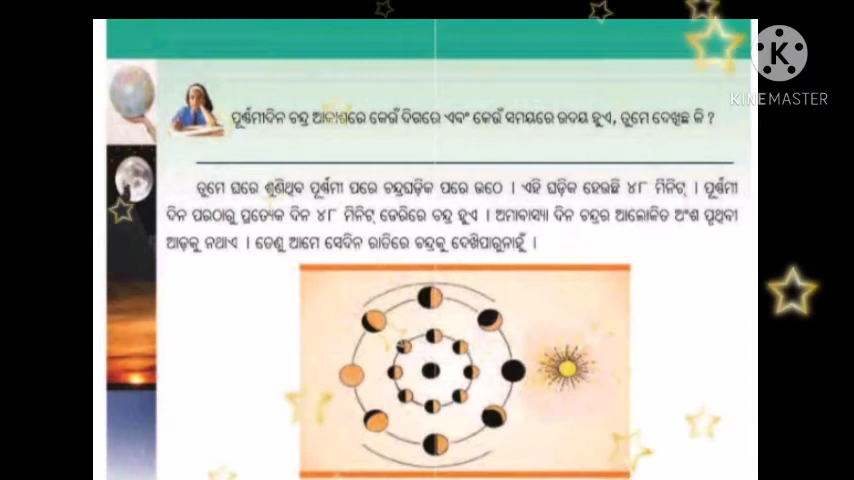 ପୂର୍ଣ୍ଣମୀଦିନ ଚନ୍ଦ୍ର ଆକାଶରେ କେଉଁ ଦିଗରେ ଏବଂ କେଉଁ ସମୟରେ ଉଦୟ ହୁଏ, ତୁମେ ଦେଖିଛ କି ?
KINEMASTER
ତୁମେ ଘରେ ଶୁଣିଥିବ ପୂର୍ଣ୍ଣମୀ ପରେ ଚନ୍ଦ୍ରଘଡ଼ିକ ପରେ ଉଠେ । ଏହି ଘଡ଼ିକ ହେଉଛି ୪୮ ମିନିଟ୍ । ପୂର୍ଣ୍ଣମୀ
ଦିନ ପରଠାରୁ ପ୍ରତ୍ୟେକ ଦିନ ୪୮ ମିନିଟ୍ ଡେରିରେ ଚନ୍ଦ୍ର ହୁଏ । ଅମାବାସ୍ୟା ଦିନ ଚନ୍ଦ୍ରର ଆଲୋକିତ ଅଂଶ ପୃଥିବୀ
ଆଡ଼କୁ ନଥାଏ । ତେଣୁ ଆମେ ସେଦିନ ରାତିରେ ଚନ୍ଦ୍ରକୁ ଦେଖିପାରୁନାହୁଁ ।